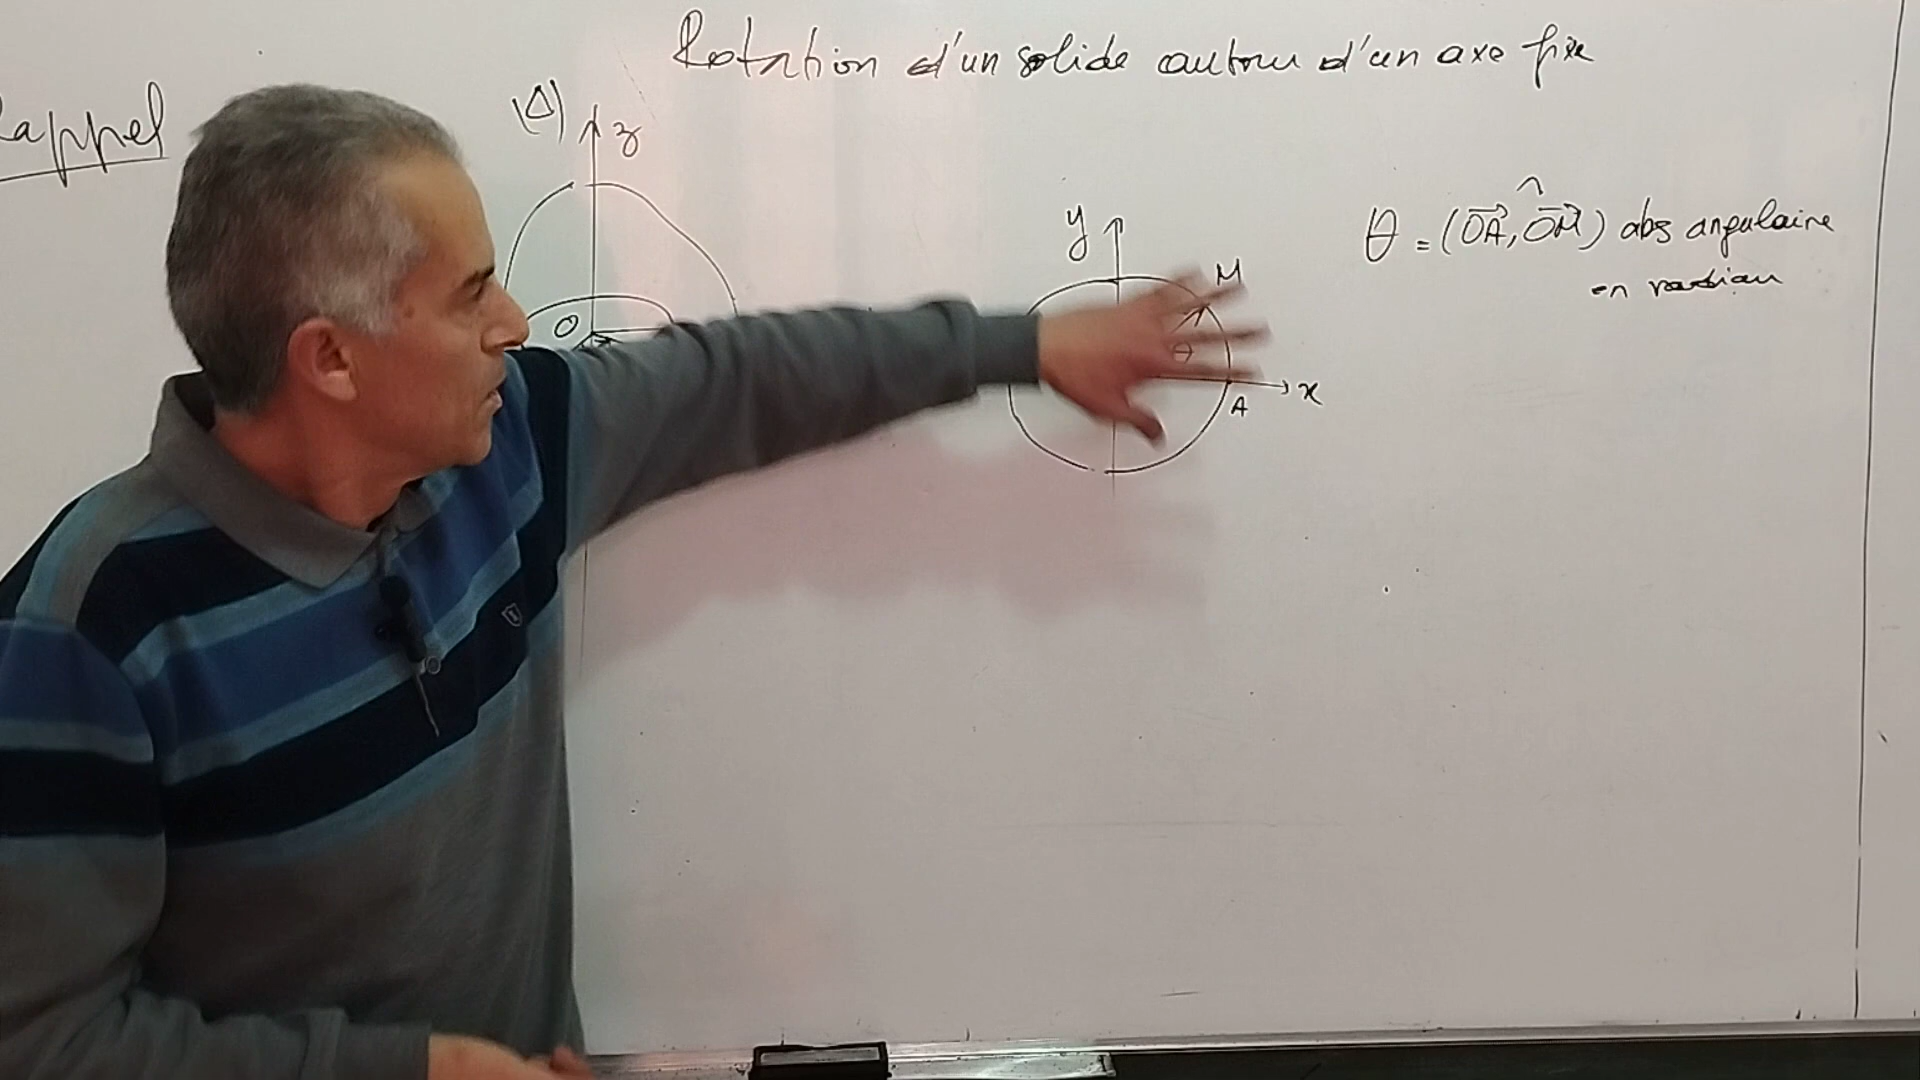 Rotation d'un solide autour d'un axe fixe
Rappel
(Δ)
z
O
y
M
θ
x
A
θ = (OA, OM) abs angulaire
en radian